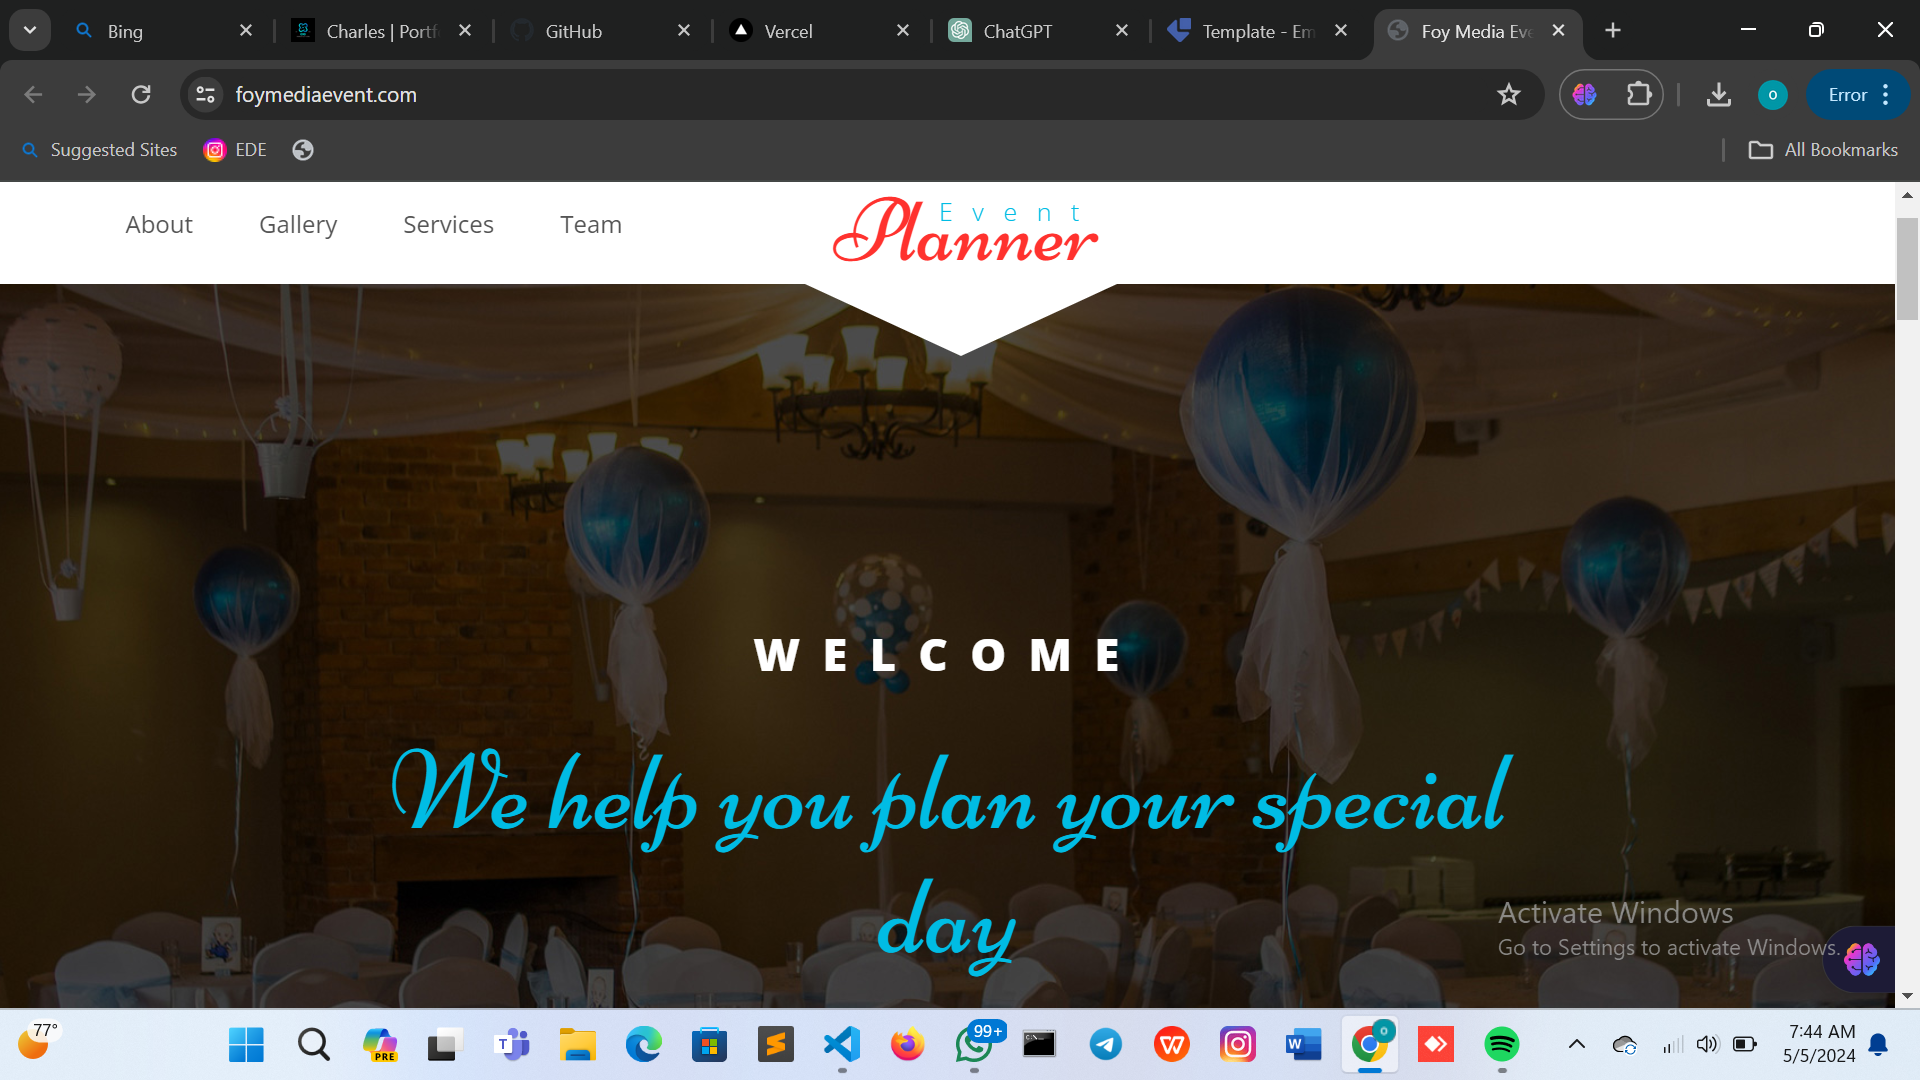 Bing
Charles | Portf
GitHub
Vercel
ChatGPT
Template - Em
Foy Media Eve
foymediaevent.com
Error
Suggested Sites
EDE
All Bookmarks
About
Gallery
Services
Team
Event
Planner
WELCOME
We help you plan your special
day
Activate Windows
Go to Settings to activate Windows.
77°
PRE
99+
7:44 AM
5/5/2024